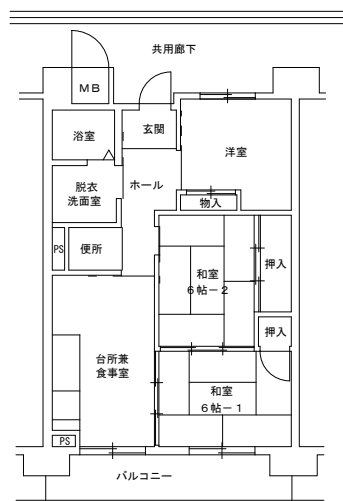 共用廊下
MB
浴室
玄関
洋室
脱衣
洗面室
ホール
物入
PS
便所
和室
6帖-2
押入
押入
台所兼
食事室
和室
6帖-1
PS
バルコニー